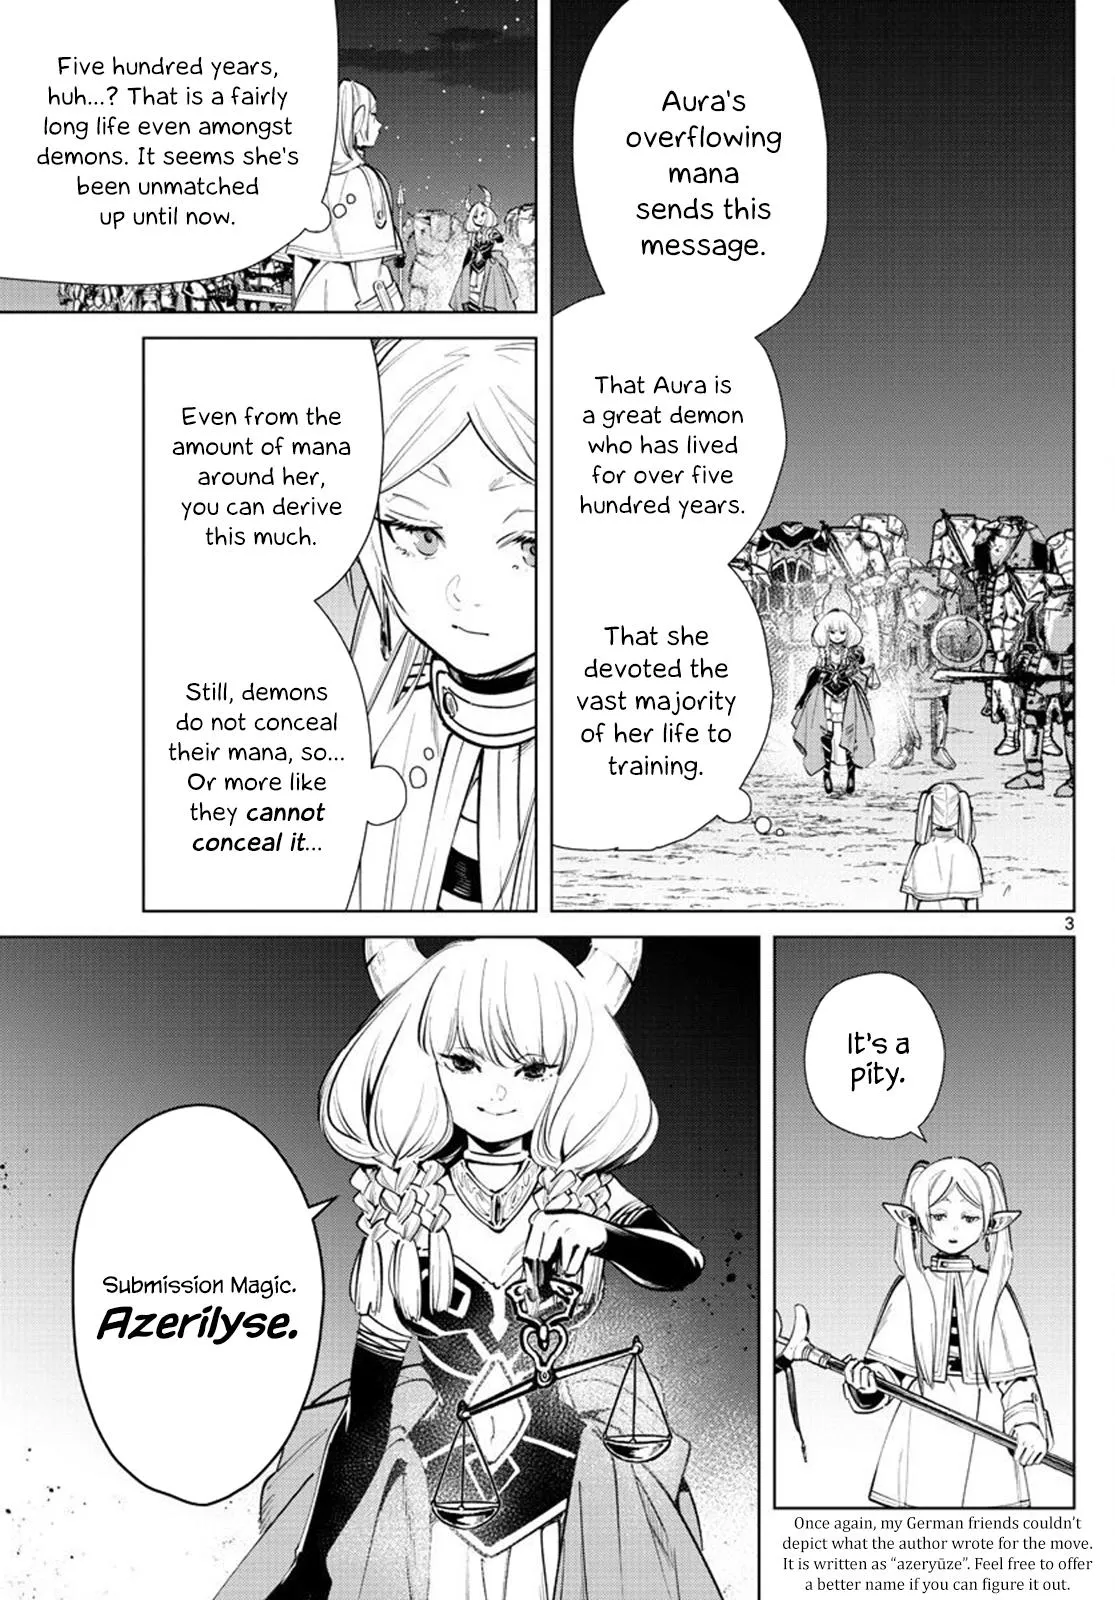 Aura's
overflowing
mana
sends this
message.
That Aura is
a great demon
who has lived
for over five
hundred years.
That she
devoted the
vast majority
of her life to
training.
Five hundred years,
huh...? That is a fairly
long life even amongst
demons. It seems she's
been unmatched
up until now.
Even from the
amount of mana
around her,
you can derive
this much.
Still, demons
do not conceal
their mana, so...
Or more like
they cannot
conceal it...
3
It's a
pity.
Submission Magic.
Azerilyse.
Once again, my German friends couldn't
depict what the author wrote for the move.
It is written as “azeryūze”. Feel free to offer
a better name if you can figure it out.